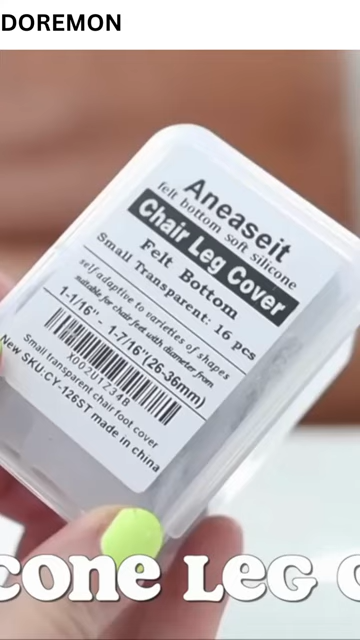 DOREMON
Aneaseit
felt bottom soft silicone
Chair Leg Cover
Felt Bottom
Small Transparent: 16 pcs
self adaptive to varieties of shapes
suitable for chair feet with diameter from
1-1/16" - 1-7/16"(26-36mm)
X002U1Z34B
Small transparent chair foot cover
New SKU:CY-126ST made in china
cone Leg